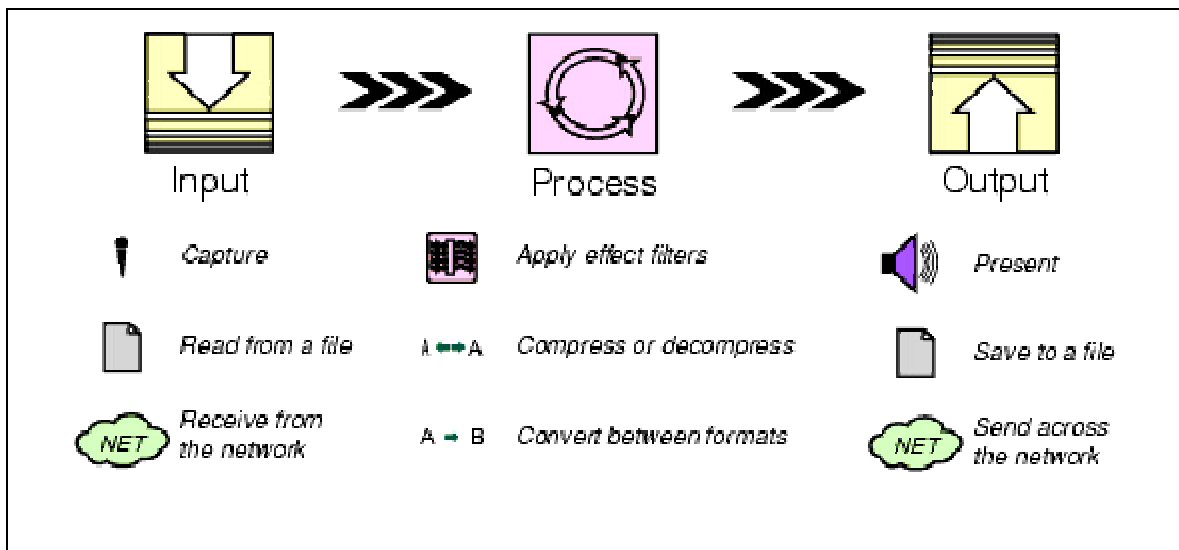 Input
Process
Output
Capture
Apply effect filters
Present
Read from a file
A ↔ A Compress or decompress
Save to a file
NET
Receive from
the network
A → B Convert between formats
NET
Send across
the network